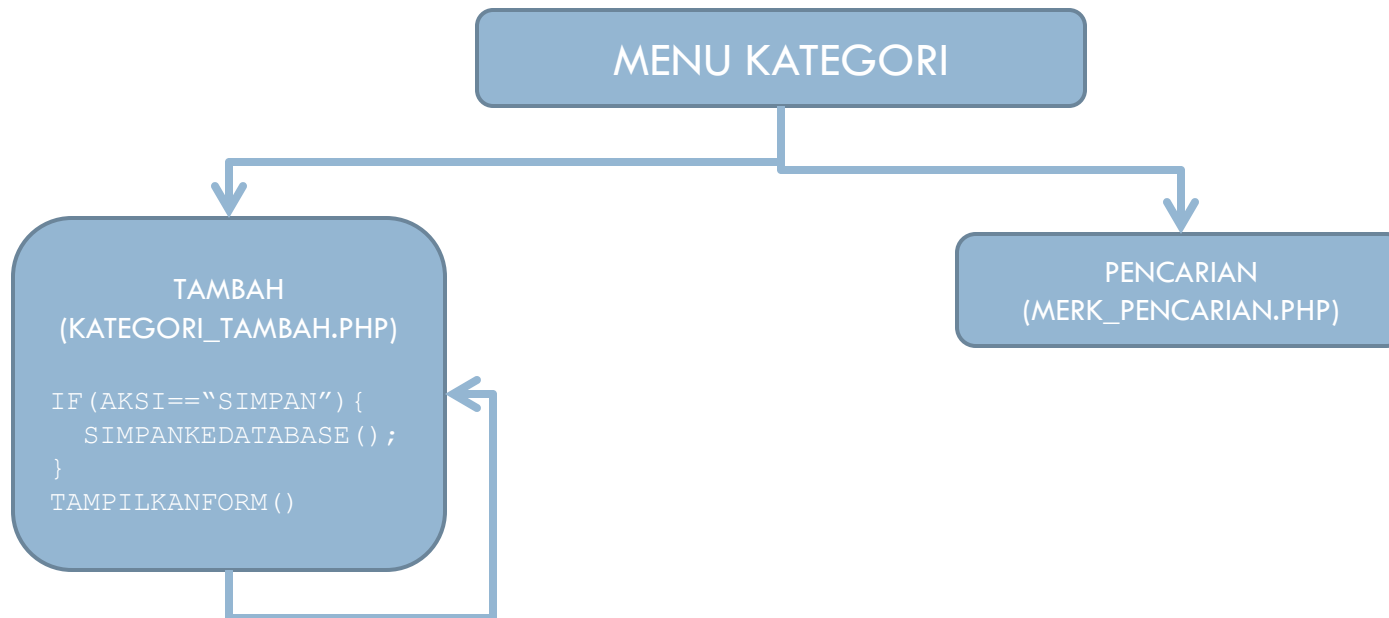 MENU KATEGORI
TAMBAH
(KATEGORI_TAMBAH.PHP)
IF(AKSI==“SIMPAN”){
SIMPANKEDATABASE();
}
TAMPILKANFORM()
PENCARIAN
(MERK_PENCARIAN.PHP)